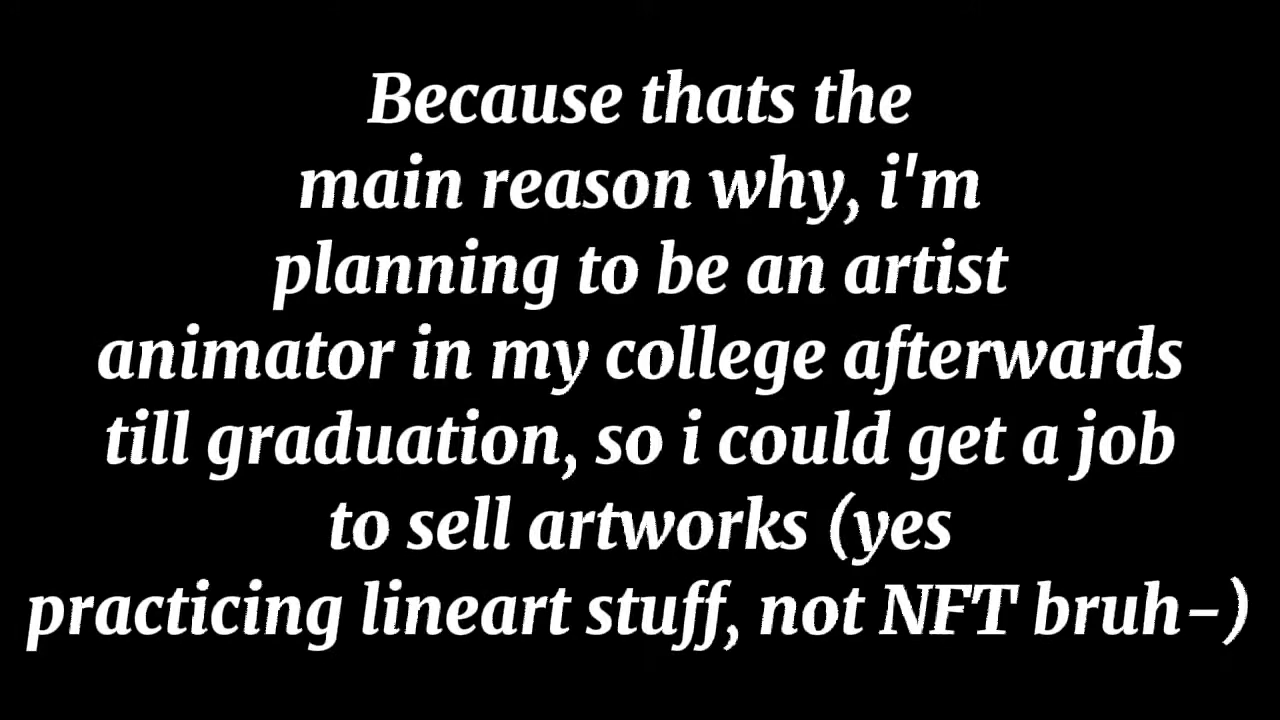 Because thats the
main reason why, i'm
planning to be an artist
animator in my college afterwards
till graduation, so i could get a job
to sell artworks (yes
practicing lineart stuff, not NFT bruh-)